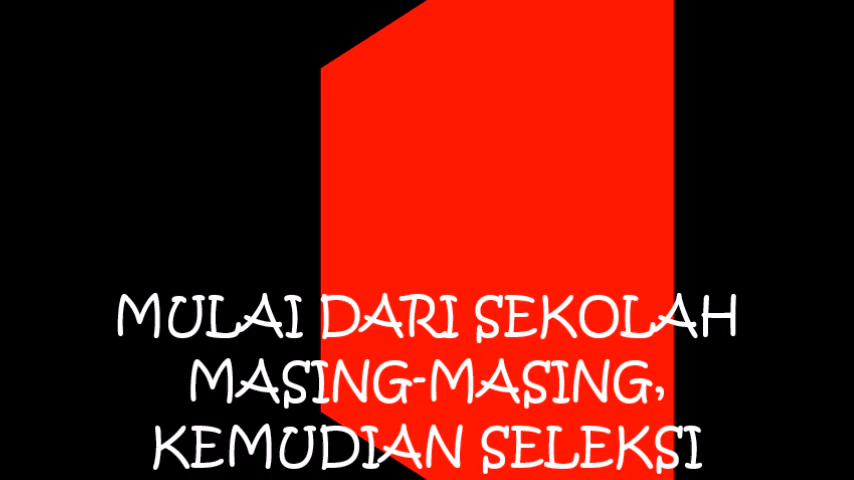 MULAI DARI SEKOLAH
MASING-MASING,
KEMUDIAN SELEKSI